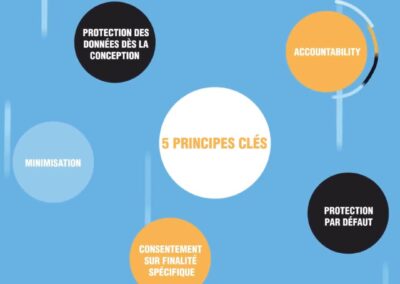 PROTECTION DES
DONNÉES DÈS LA
CONCEPTION
ACCOUNTABILITY
5 PRINCIPES CLÉS
MINIMISATION
PROTECTION
PAR DÉFAUT
CONSENTEMENT
SUR FINALITÉ
SPÉCIFIQUE